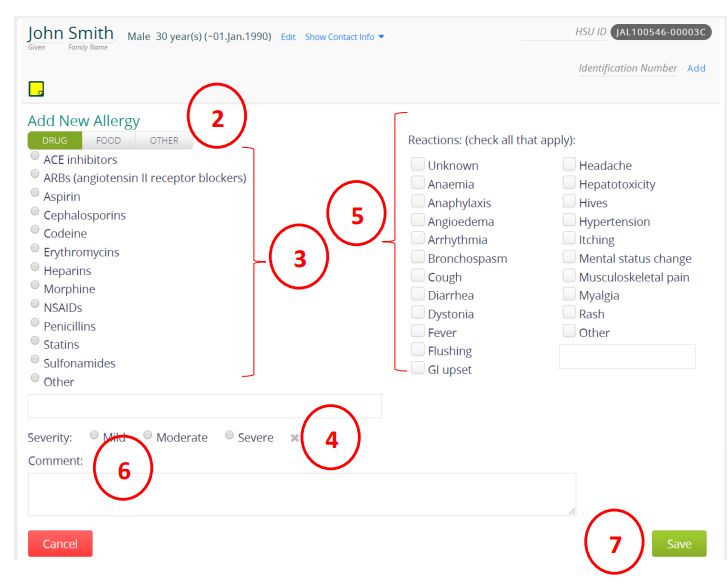 John Smith Male 30 year(s) (~01.Jan.1990) Edit Show Contact Info HSU ID JAL100546-00003C
Given Family Name
Identification Number Add
Add New Allergy
2
DRUG FOOD OTHER
ACE inhibitors
ARBs (angiotensin II receptor blockers)
Aspirin
Cephalosporins
Codeine
Erythromycins
Heparins
Morphine
NSAIDs
Penicillins
Statins
Sulfonamides
Other
3
5
Reactions: (check all that apply):
Unknown
Anaemia
Anaphylaxis
Angioedema
Arrhythmia
Bronchospasm
Cough
Diarrhea
Dystonia
Fever
Flushing
GI upset
Headache
Hepatotoxicity
Hives
Hypertension
Itching
Mental status change
Musculoskeletal pain
Myalgia
Rash
Other
Severity: Mild Moderate Severe × 4
Comment: 6
Cancel 7 Save